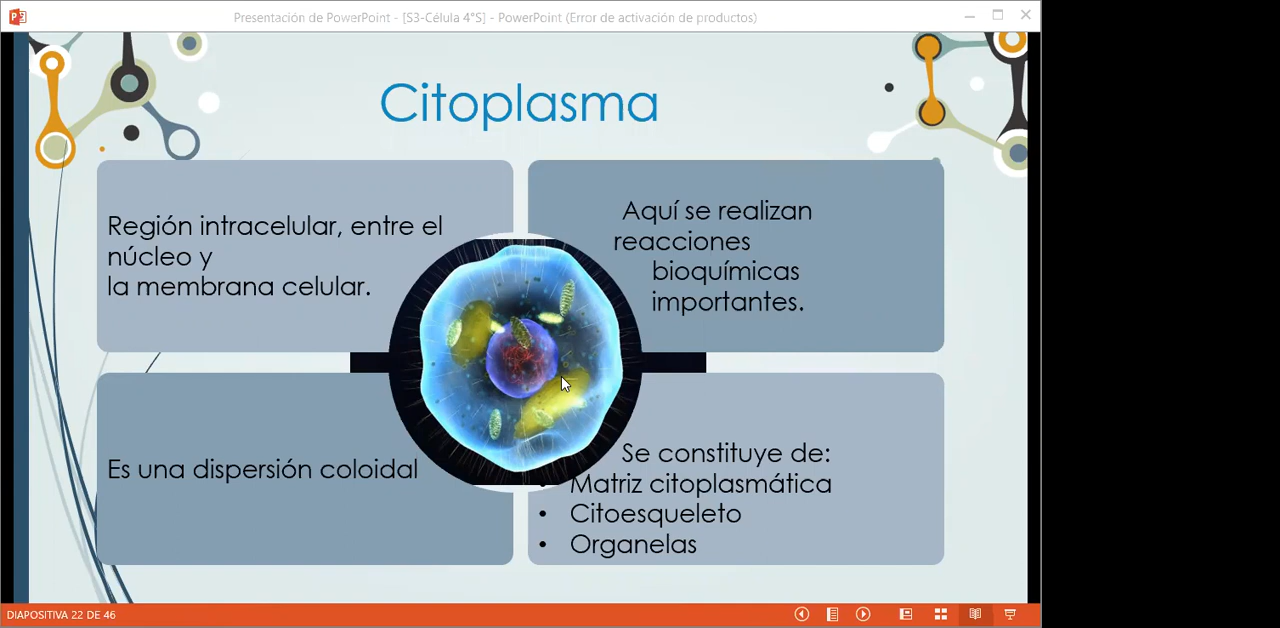 Presentación de PowerPoint - [S3-Célula 4°S] - PowerPoint (Error de activación de productos)
Citoplasma
Región intracelular, entre el
núcleo y
la membrana celular.
Aquí se realizan
reacciones
bioquímicas
importantes.
Es una dispersión coloidal
Se constituye de:
• Matriz citoplasmática
• Citoesqueleto
• Organelas
DIAPOSITIVA 22 DE 46